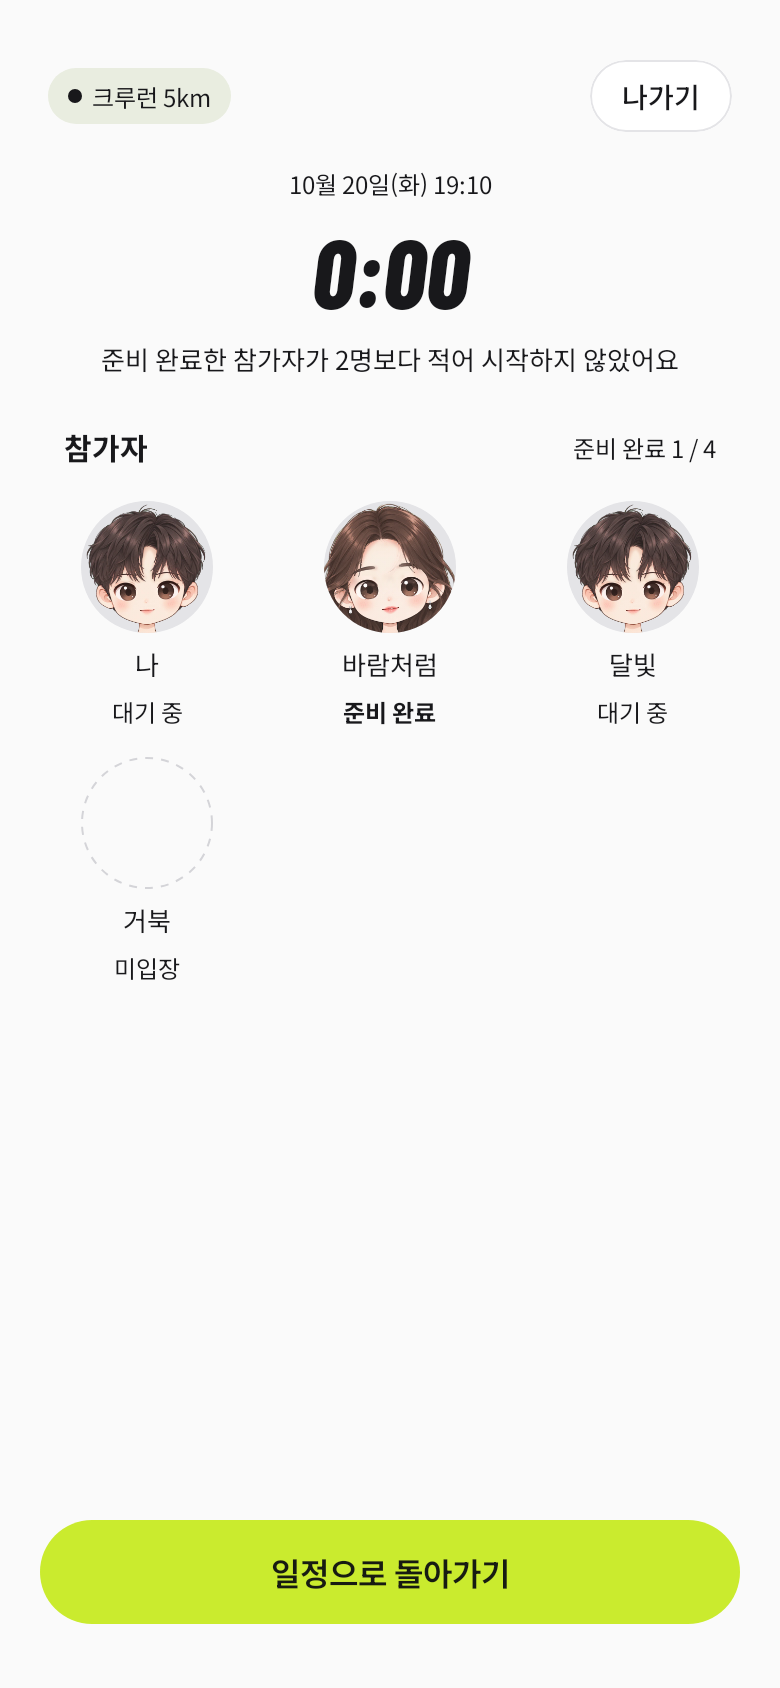 크루런 5km
나가기
10월 20일(화) 19:10
0:00
준비 완료한 참가자가 2명보다 적어 시작하지 않았어요
참가자
준비 완료 1 / 4
나
바람처럼
달빛
대기 중
준비 완료
대기 중
거북
미입장
일정으로 돌아가기